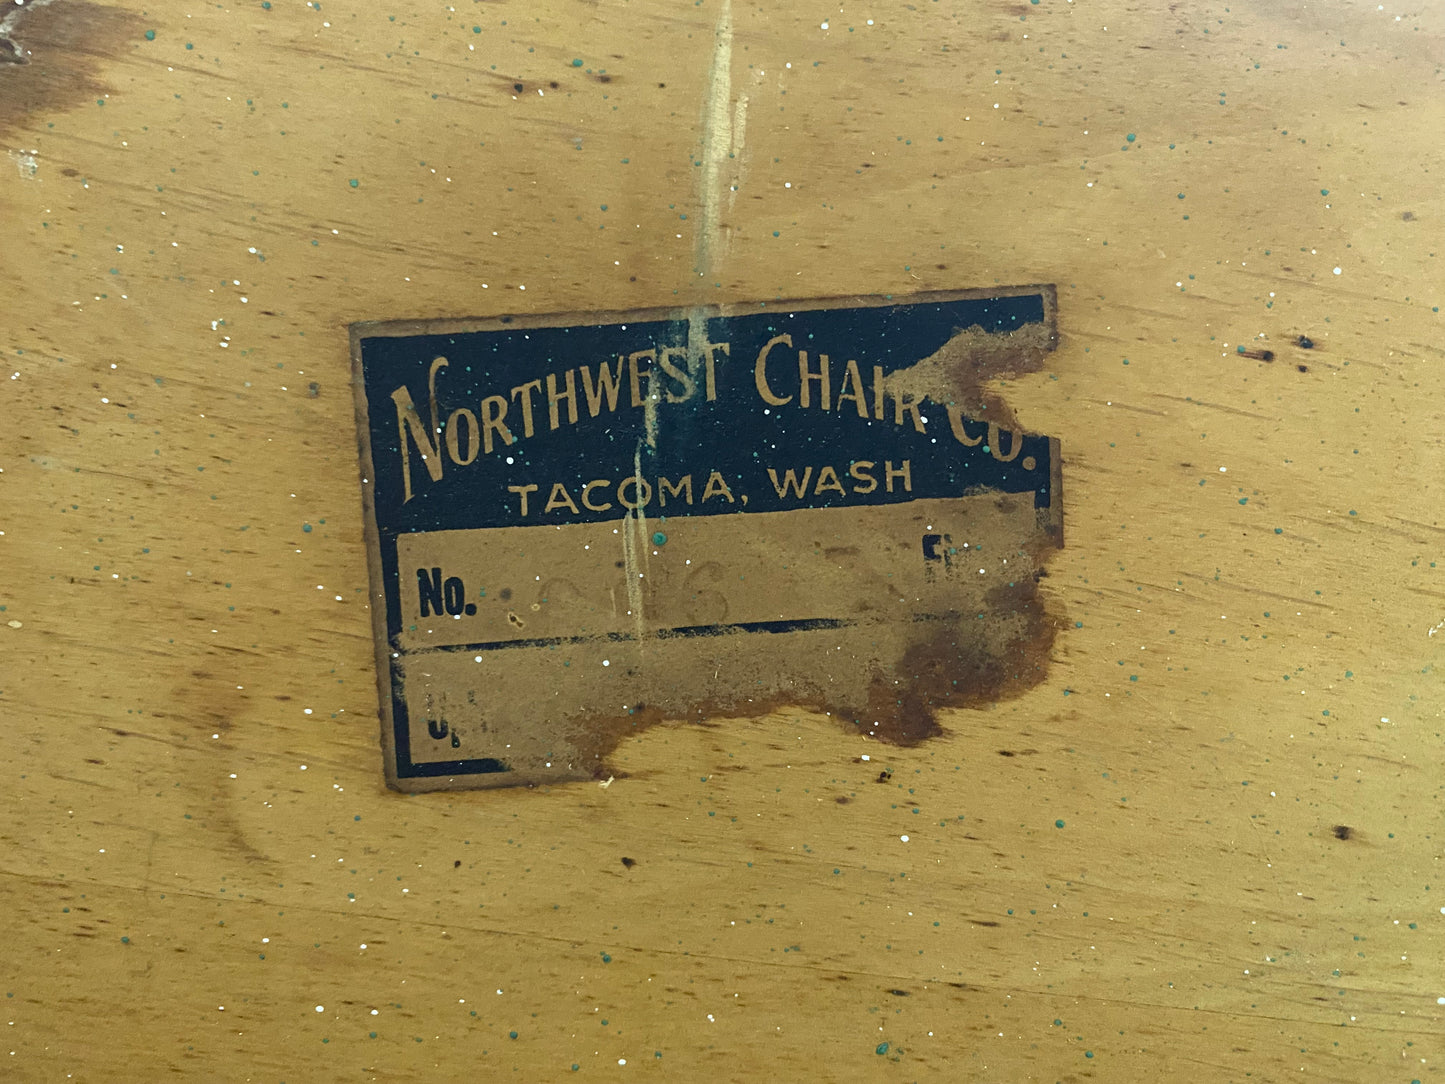 NORTHWEST CHAIR CO.
TACOMA, WASH
No.